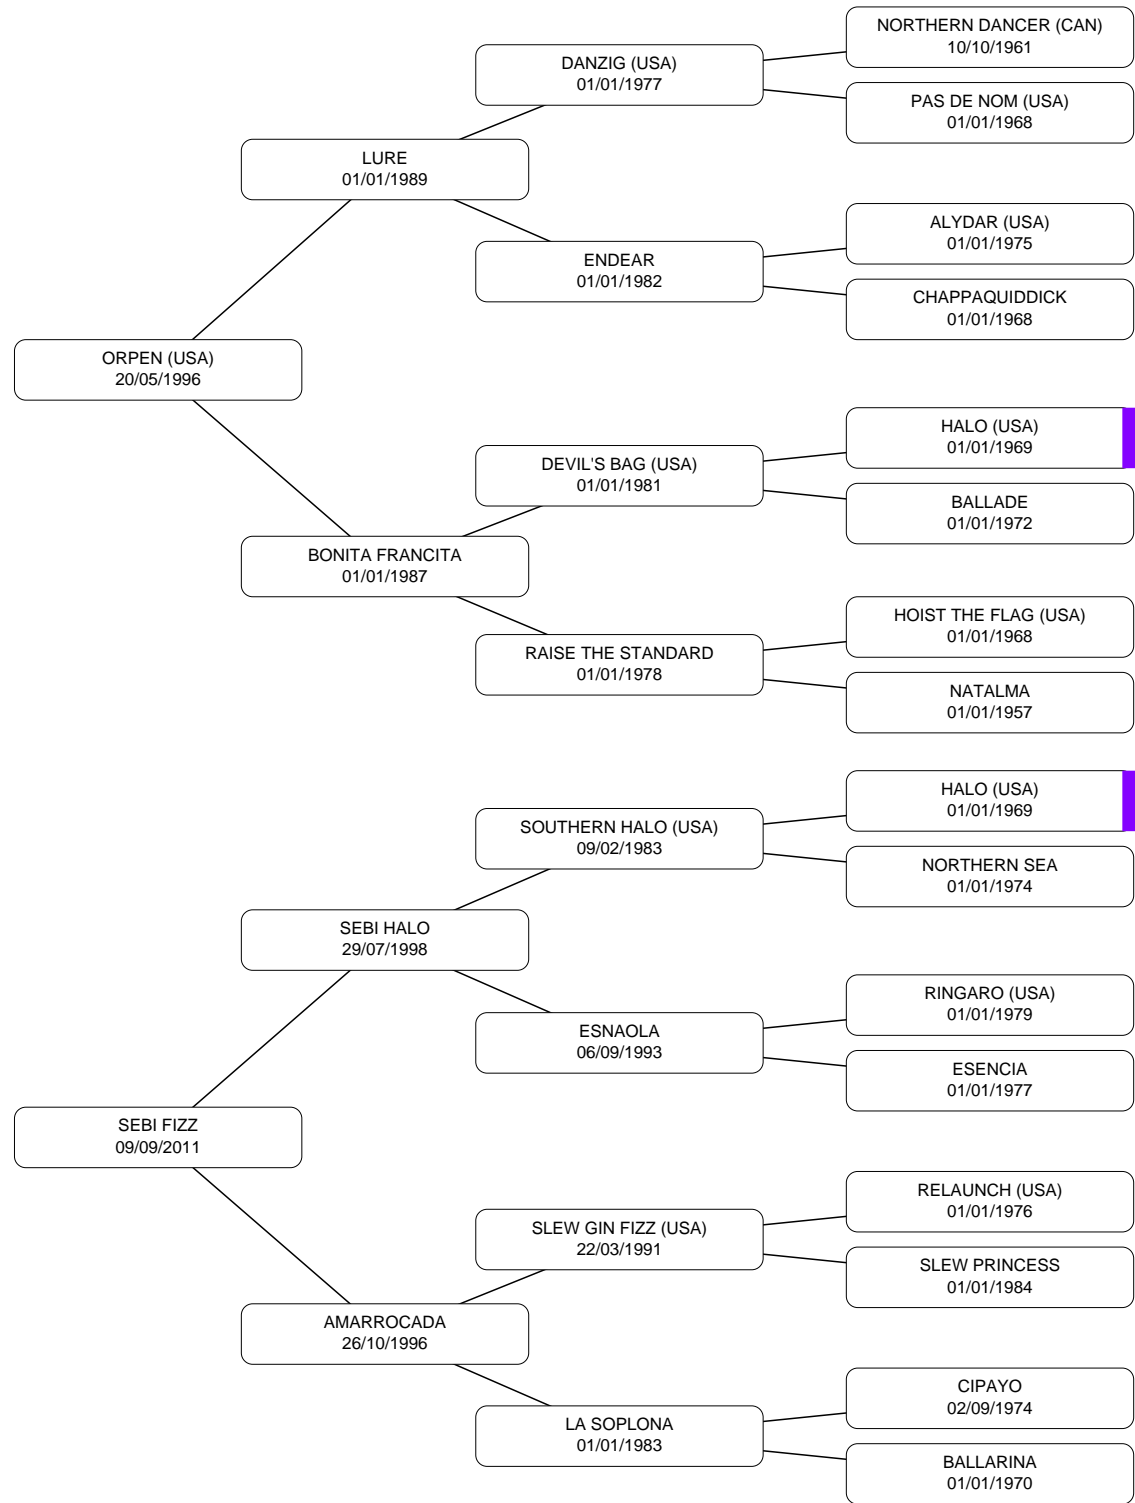 NORTHERN DANCER (CAN)
10/10/1961
DANZIG (USA)
01/01/1977
PAS DE NOM (USA)
01/01/1968
LURE
01/01/1989
ALYDAR (USA)
01/01/1975
ENDEAR
01/01/1982
CHAPPAQUIDDICK
01/01/1968
ORPEN (USA)
20/05/1996
HALO (USA)
01/01/1969
DEVIL'S BAG (USA)
01/01/1981
BALLADE
01/01/1972
BONITA FRANCITA
01/01/1987
HOIST THE FLAG (USA)
01/01/1968
RAISE THE STANDARD
01/01/1978
NATALMA
01/01/1957
HALO (USA)
01/01/1969
SOUTHERN HALO (USA)
09/02/1983
NORTHERN SEA
01/01/1974
SEBI HALO
29/07/1998
RINGARO (USA)
01/01/1979
ESNAOLA
06/09/1993
ESENCIA
01/01/1977
SEBI FIZZ
09/09/2011
RELAUNCH (USA)
01/01/1976
SLEW GIN FIZZ (USA)
22/03/1991
SLEW PRINCESS
01/01/1984
AMARROCADA
26/10/1996
CIPAYO
02/09/1974
LA SOPLONA
01/01/1983
BALLARINA
01/01/1970